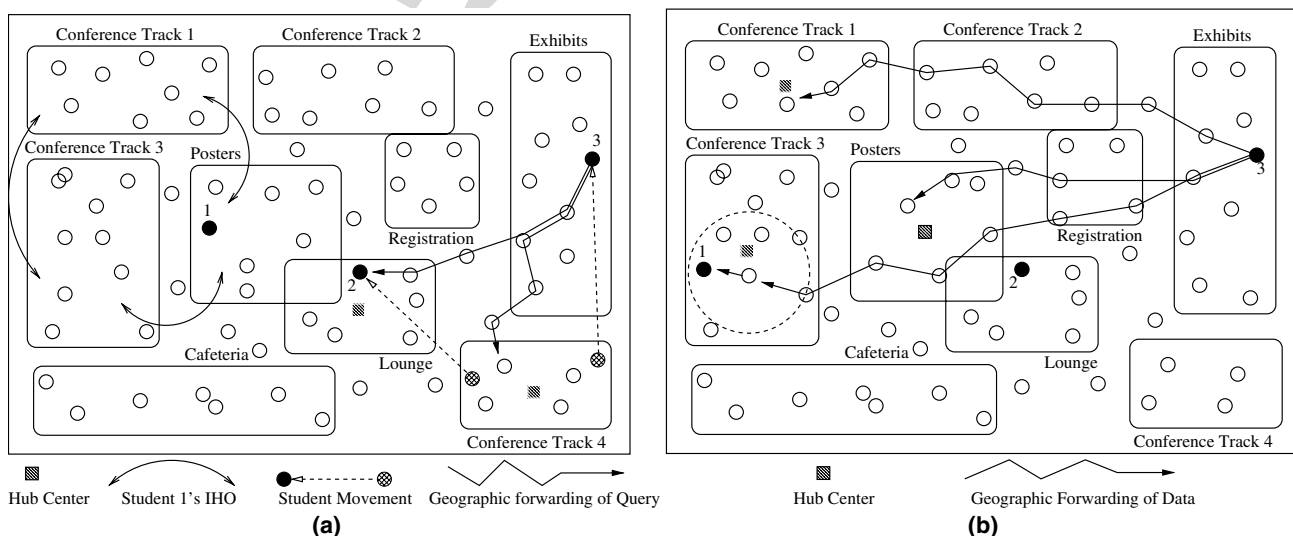 Conference Track 1
Conference Track 2
Exhibits
3
Conference Track 3
Posters
1
Registration
2
Cafeteria
Lounge
Conference Track 4
Hub Center
Student 1's IHO
Student Movement
Geographic forwarding of Query
(a)
Conference Track 1
Conference Track 2
Exhibits
Conference Track 3
Posters
3
Registration
1
2
Cafeteria
Lounge
Conference Track 4
Hub Center
Geographic Forwarding of Data
(b)